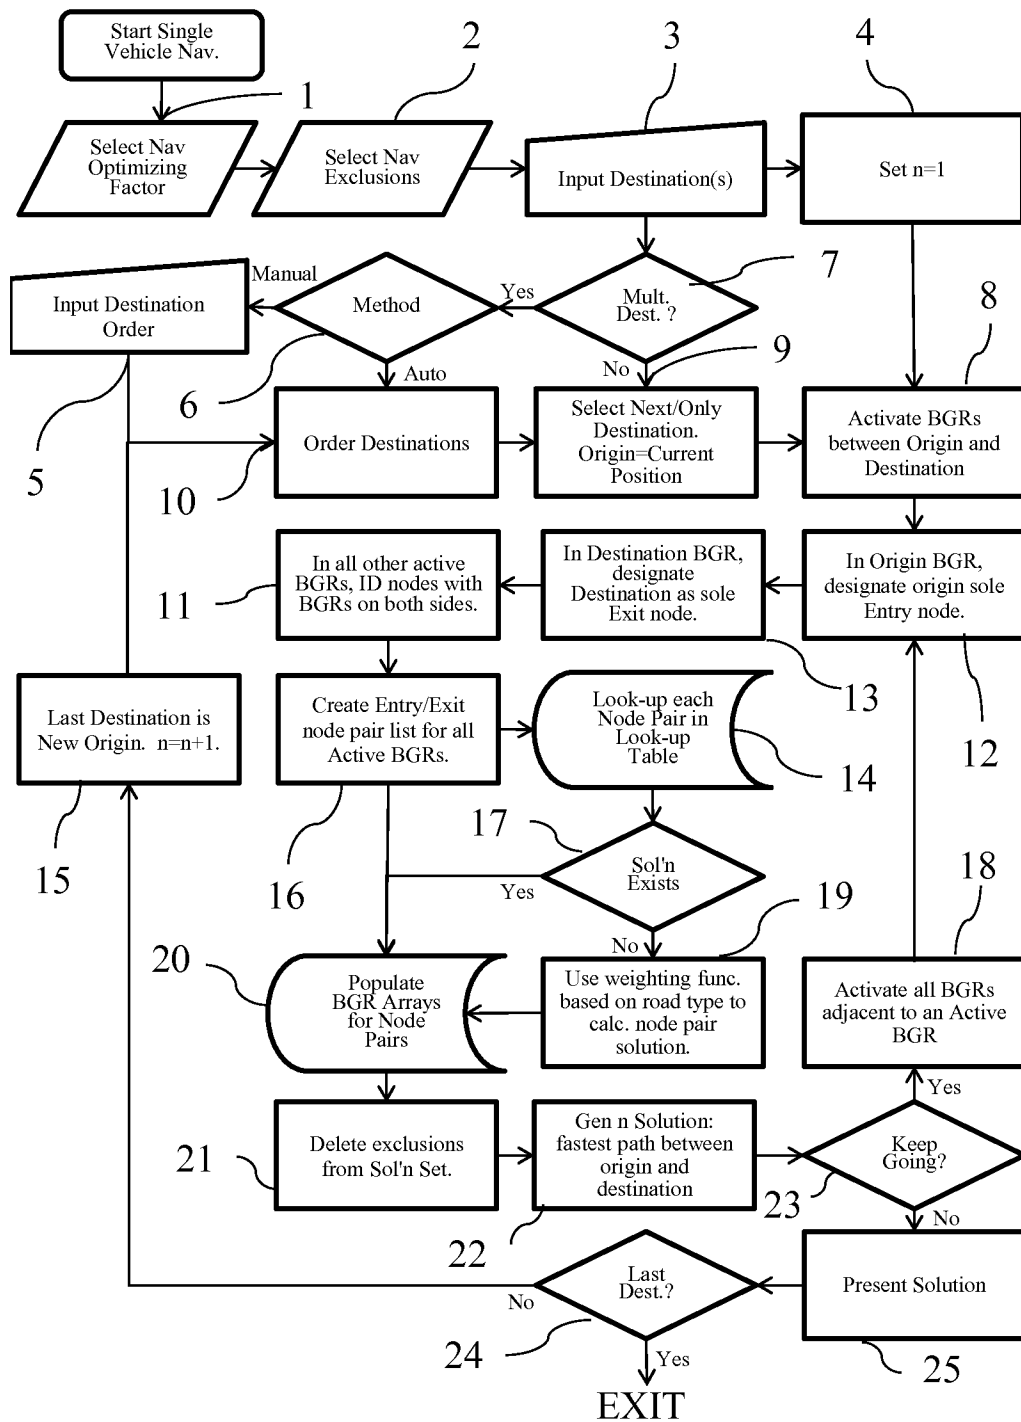 Start Single
Vehicle Nav.
1
2
3
4
Select Nav
Optimizing
Factor
Select Nav
Exclusions
Input Destination(s)
Set n=1
7
8
Manual
Yes
Input Destination
Order
Method
Mult.
Dest. ?
9
No
Auto
6
5
10
Order Destinations
Select Next/Only
Destination.
Origin=Current
Position
Activate BGRs
between Origin and
Destination
11
In all other active
BGRs, ID nodes with
BGRs on both sides.
In Destination BGR,
designate
Destination as sole
Exit node.
In Origin BGR,
designate origin sole
Entry node.
13
12
14
Last Destination is
New Origin.  n=n+1.
Create Entry/Exit
node pair list for all
Active BGRs.
Look-up each
Node Pair in
Look-up
Table
15
16
17
Sol'n
Exists
Yes
No
18
19
20
Populate
BGR Arrays
for Node
Pairs
Use weighting func.
based on road type to
calc. node pair
solution.
Activate all BGRs
adjacent to an Active
BGR
Yes
21
Delete exclusions
from Sol'n Set.
Gen n Solution:
fastest path between
origin and
destination
Keep
Going?
23
No
22
Last
Dest.?
No
Present Solution
24
Yes
25
EXIT